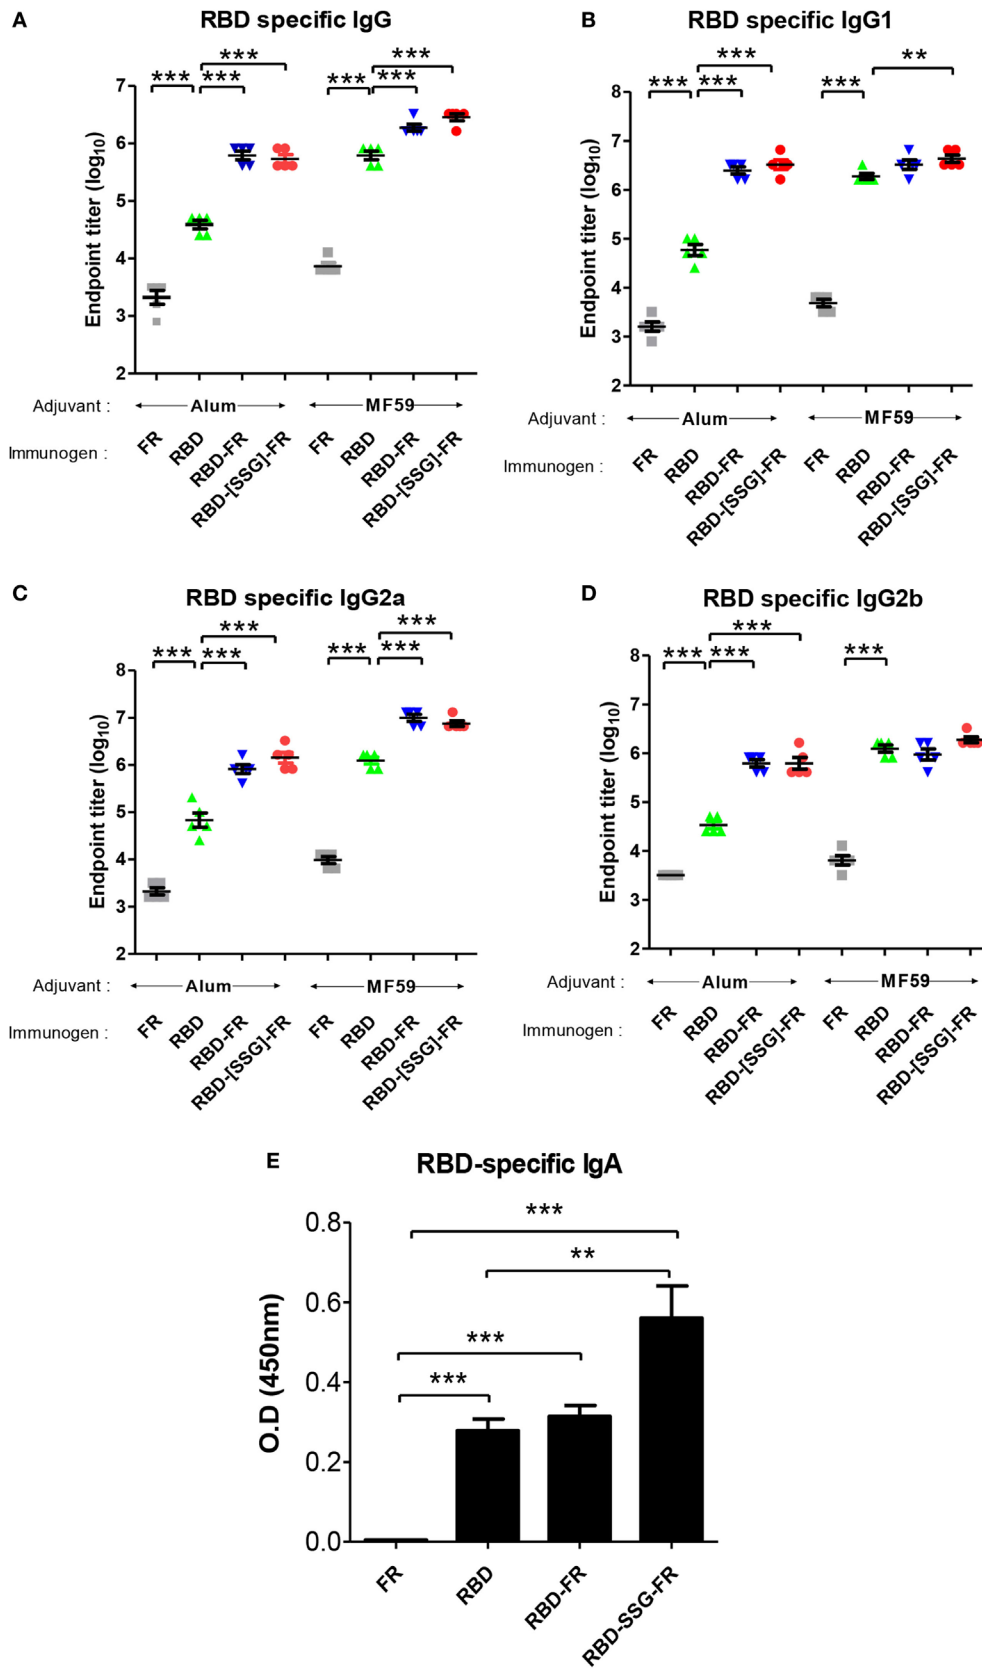 A
RBD specific IgG
*** *** *** *** *** ***
Endpoint titer (log10)
7
6
5
4
3
2
Adjuvant : Alum MF59
Immunogen : FR RBD RBD-FR RBD-[SSG]-FR FR RBD RBD-FR RBD-[SSG]-FR
B
RBD specific IgG1
*** *** *** *** **
Endpoint titer (log10)
8
7
6
5
4
3
2
Adjuvant : Alum MF59
Immunogen : FR RBD RBD-FR RBD-[SSG]-FR FR RBD RBD-FR RBD-[SSG]-FR
C
RBD specific IgG2a
*** *** *** *** *** ***
Endpoint titer (log10)
8
7
6
5
4
3
2
Adjuvant : Alum MF59
Immunogen : FR RBD RBD-FR RBD-[SSG]-FR FR RBD RBD-FR RBD-[SSG]-FR
D
RBD specific IgG2b
*** *** *** ***
Endpoint titer (log10)
8
7
6
5
4
3
2
Adjuvant : Alum MF59
Immunogen : FR RBD RBD-FR RBD-[SSG]-FR FR RBD RBD-FR RBD-[SSG]-FR
E
RBD-specific IgA
***
**
***
***
O.D (450nm)
0.8
0.6
0.4
0.2
0.0
FR RBD RBD-FR RBD-SSG-FR